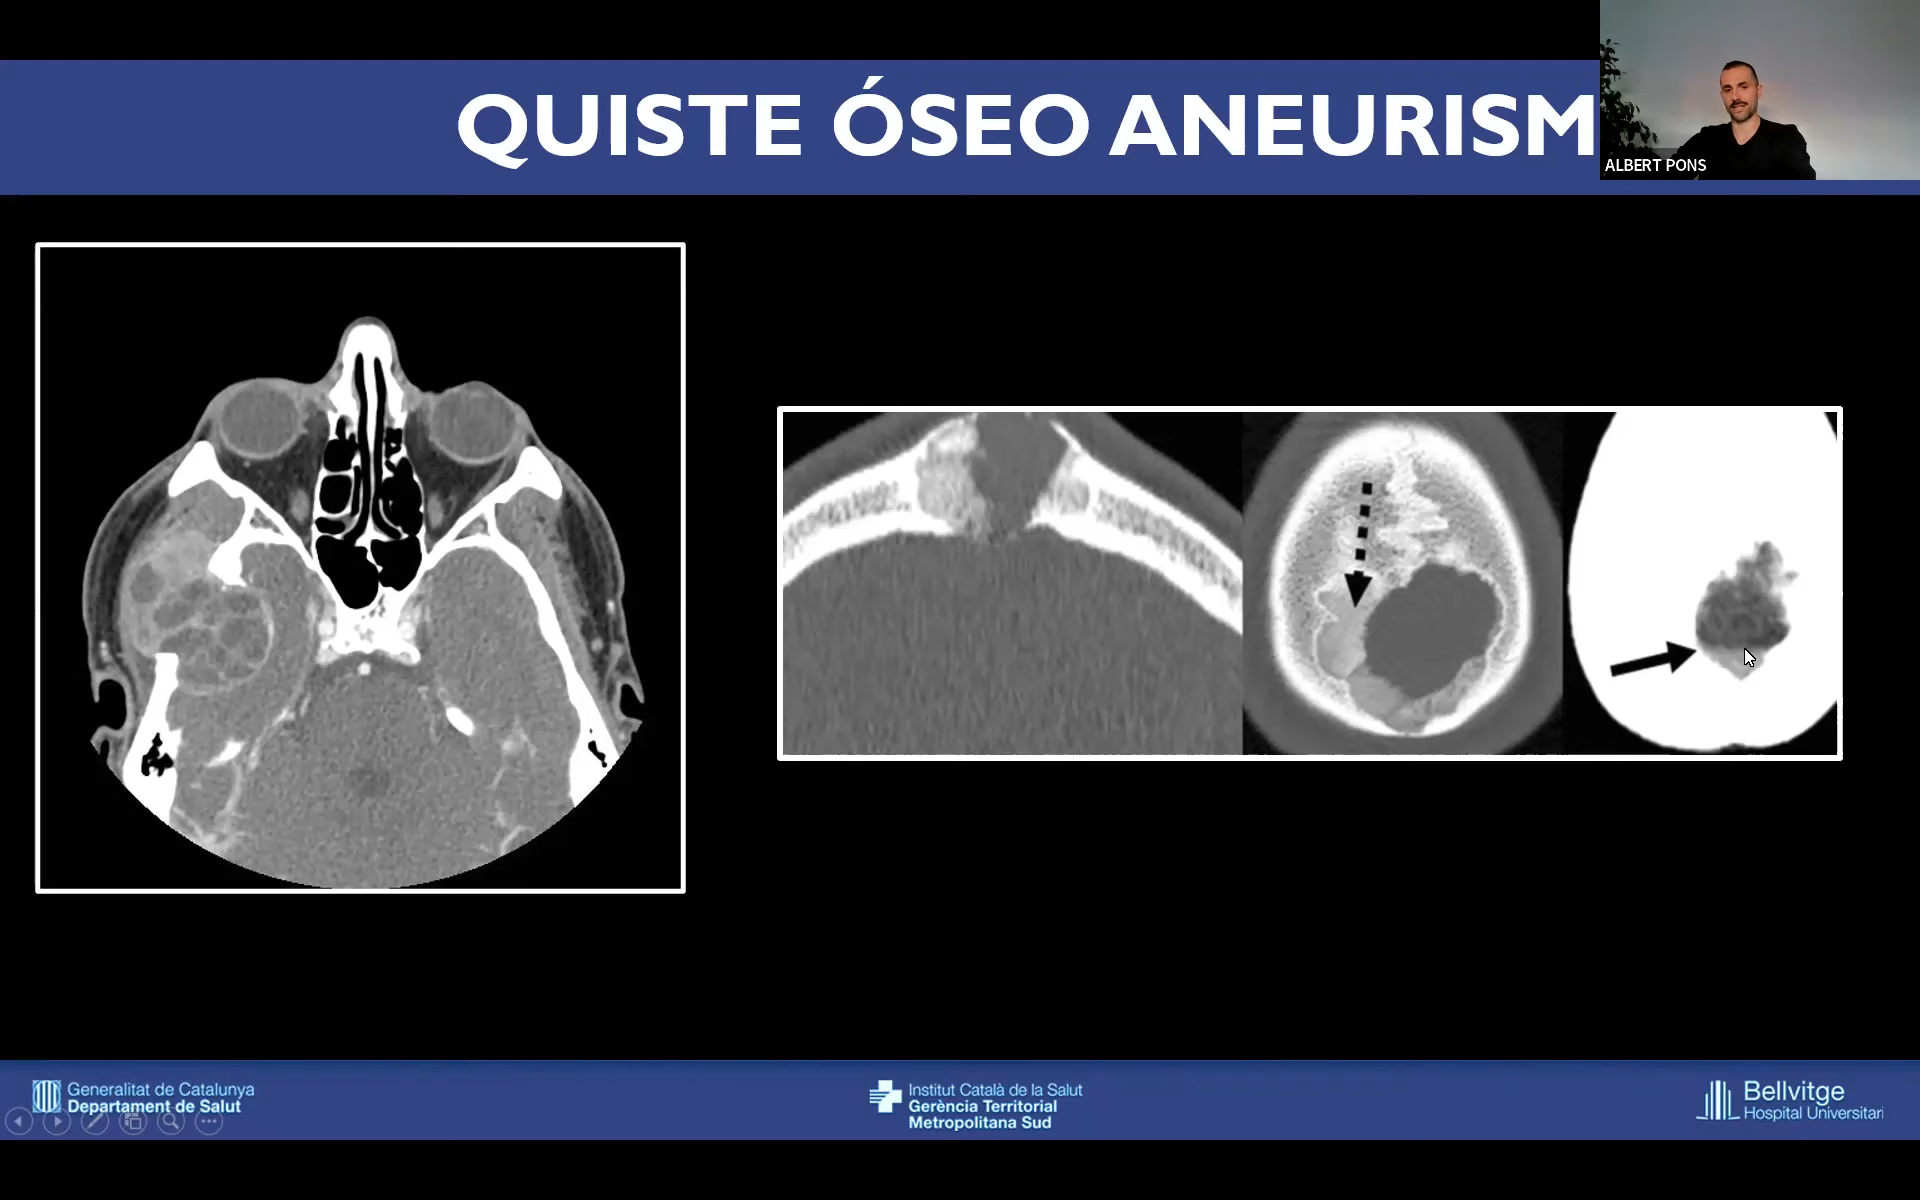 QUISTE ÓSEO ANEURISM
ALBERT PONS
Generalitat de Catalunya
Departament de Salut
Institut Català de la Salut
Gerència Territorial
Metropolitana Sud
Bellvitge
Hospital Universitari